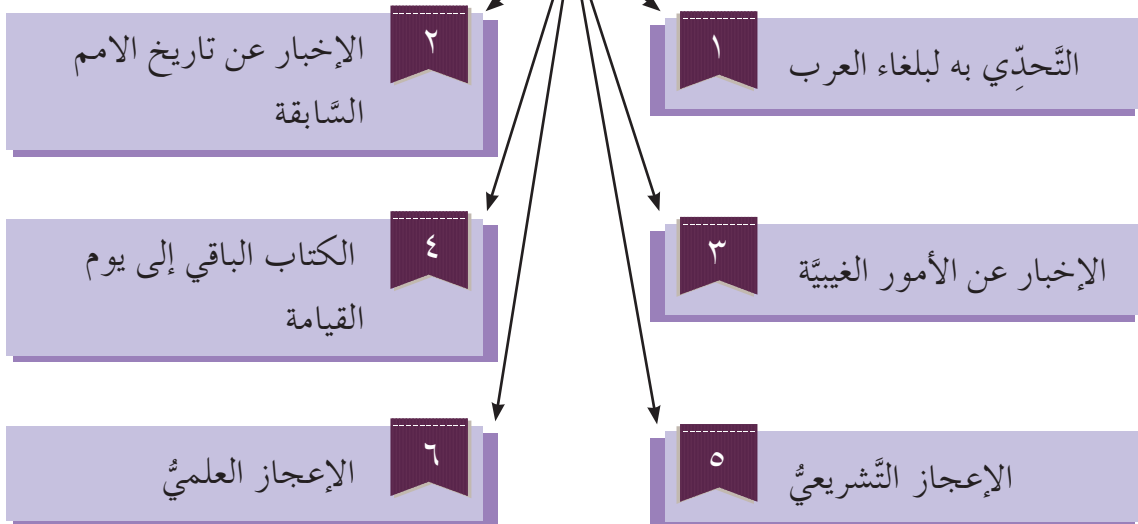 ١
التَّحدِّي به لبلغاء العرب
٢
الإخبار عن تاريخ الامم
السَّابقة
٣
الإخبار عن الأمور الغيبيَّة
٤
الكتاب الباقي إلى يوم
القيامة
٥
الإعجاز التَّشريعيُّ
٦
الإعجاز العلميُّ